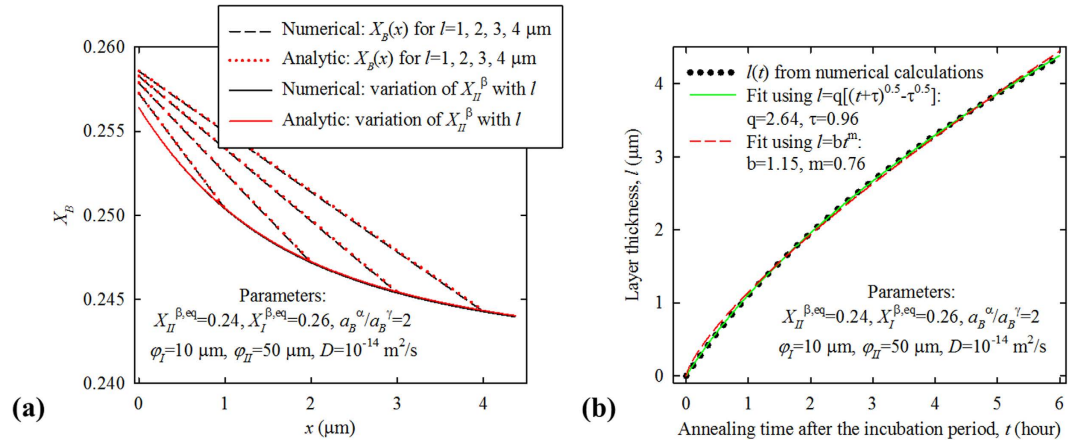 Numerical: X_B(x) for l=1, 2, 3, 4 μm
Analytic: X_B(x) for l=1, 2, 3, 4 μm
Numerical: variation of X_II^β with l
Analytic: variation of X_II^β with l
0.260
0.255
0.250
0.245
0.240
X_B
Parameters:
X_II^β,eq=0.24, X_I^β,eq=0.26, a_B^α/a_B^γ=2
φ_I=10 μm, φ_II=50 μm, D=10^-14 m^2/s
0 1 2 3 4
x (μm)
(a)
l(t) from numerical calculations
Fit using l=q[(t+τ)^0.5-τ^0.5]:
q=2.64, τ=0.96
Fit using l=bt^m:
b=1.15, m=0.76
4
3
2
1
0
Layer thickness, l (μm)
Parameters:
X_II^β,eq=0.24, X_I^β,eq=0.26, a_B^α/a_B^γ=2
φ_I=10 μm, φ_II=50 μm, D=10^-14 m^2/s
0 1 2 3 4 5 6
Annealing time after the incubation period, t (hour)
(b)